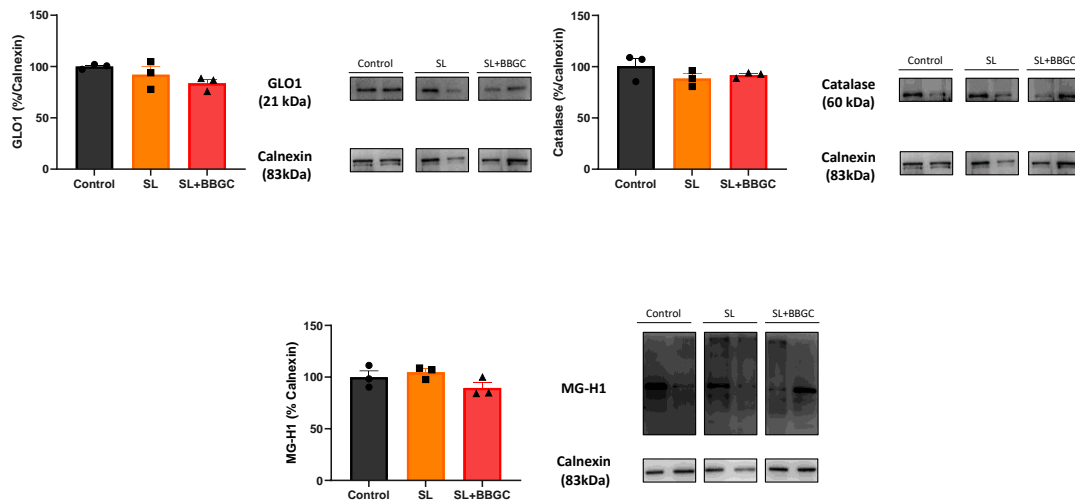 150
100
50
0
GLO1 (%/Calnexin)
Control
SL
SL+BBGC
Control
SL
SL+BBGC
GLO1
(21 kDa)
Calnexin
(83kDa)
150
100
50
0
Catalase (%/Calnexin)
Control
SL
SL+BBGC
Control
SL
SL+BBGC
Catalase
(60 kDa)
Calnexin
(83kDa)
150
100
50
0
MG-H1 (% Calnexin)
Control
SL
SL+BBGC
Control
SL
SL+BBGC
MG-H1
Calnexin
(83kDa)